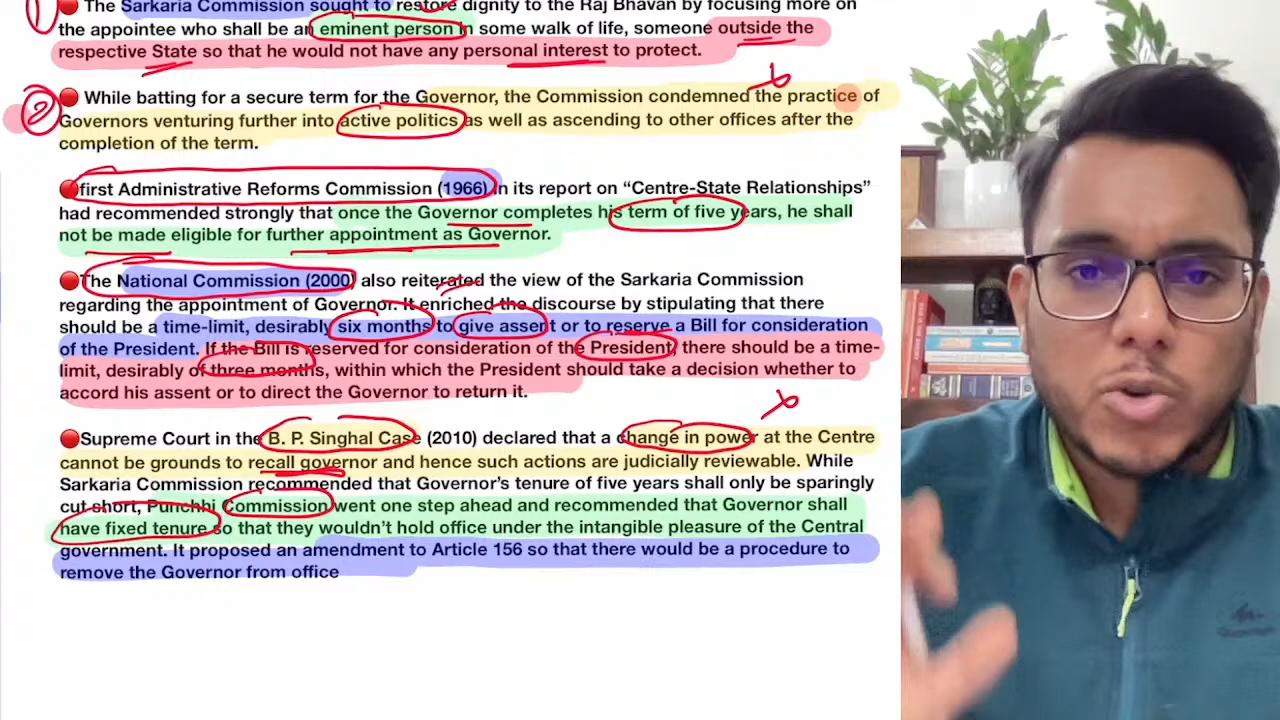 The Sarkaria Commission sought to restore dignity to the Raj Bhavan by focusing more on
the appointee who shall be an eminent person in some walk of life, someone outside the
respective State so that he would not have any personal interest to protect.
While batting for a secure term for the Governor, the Commission condemned the practice of
Governors venturing further into active politics as well as ascending to other offices after the
completion of the term.
first Administrative Reforms Commission (1966) in its report on “Centre-State Relationships”
had recommended strongly that once the Governor completes his term of five years, he shall
not be made eligible for further appointment as Governor.
The National Commission (2000) also reiterated the view of the Sarkaria Commission
regarding the appointment of Governor. It enriched the discourse by stipulating that there
should be a time-limit, desirably six months to give assent or to reserve a Bill for consideration
of the President. If the Bill is reserved for consideration of the President, there should be a time-
limit, desirably of three months, within which the President should take a decision whether to
accord his assent or to direct the Governor to return it.
Supreme Court in the B. P. Singhal Case (2010) declared that a change in power at the Centre
cannot be grounds to recall governor and hence such actions are judicially reviewable. While
Sarkaria Commission recommended that Governor's tenure of five years shall only be sparingly
cut short, Punchhi Commission went one step ahead and recommended that Governor shall
have fixed tenure so that they wouldn't hold office under the intangible pleasure of the Central
government. It proposed an amendment to Article 156 so that there would be a procedure to
remove the Governor from office